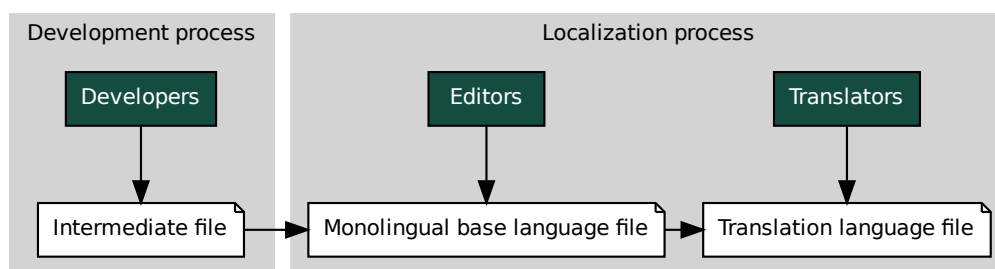 Development process
Localization process
Developers
Editors
Translators
Intermediate file
Monolingual base language file
Translation language file